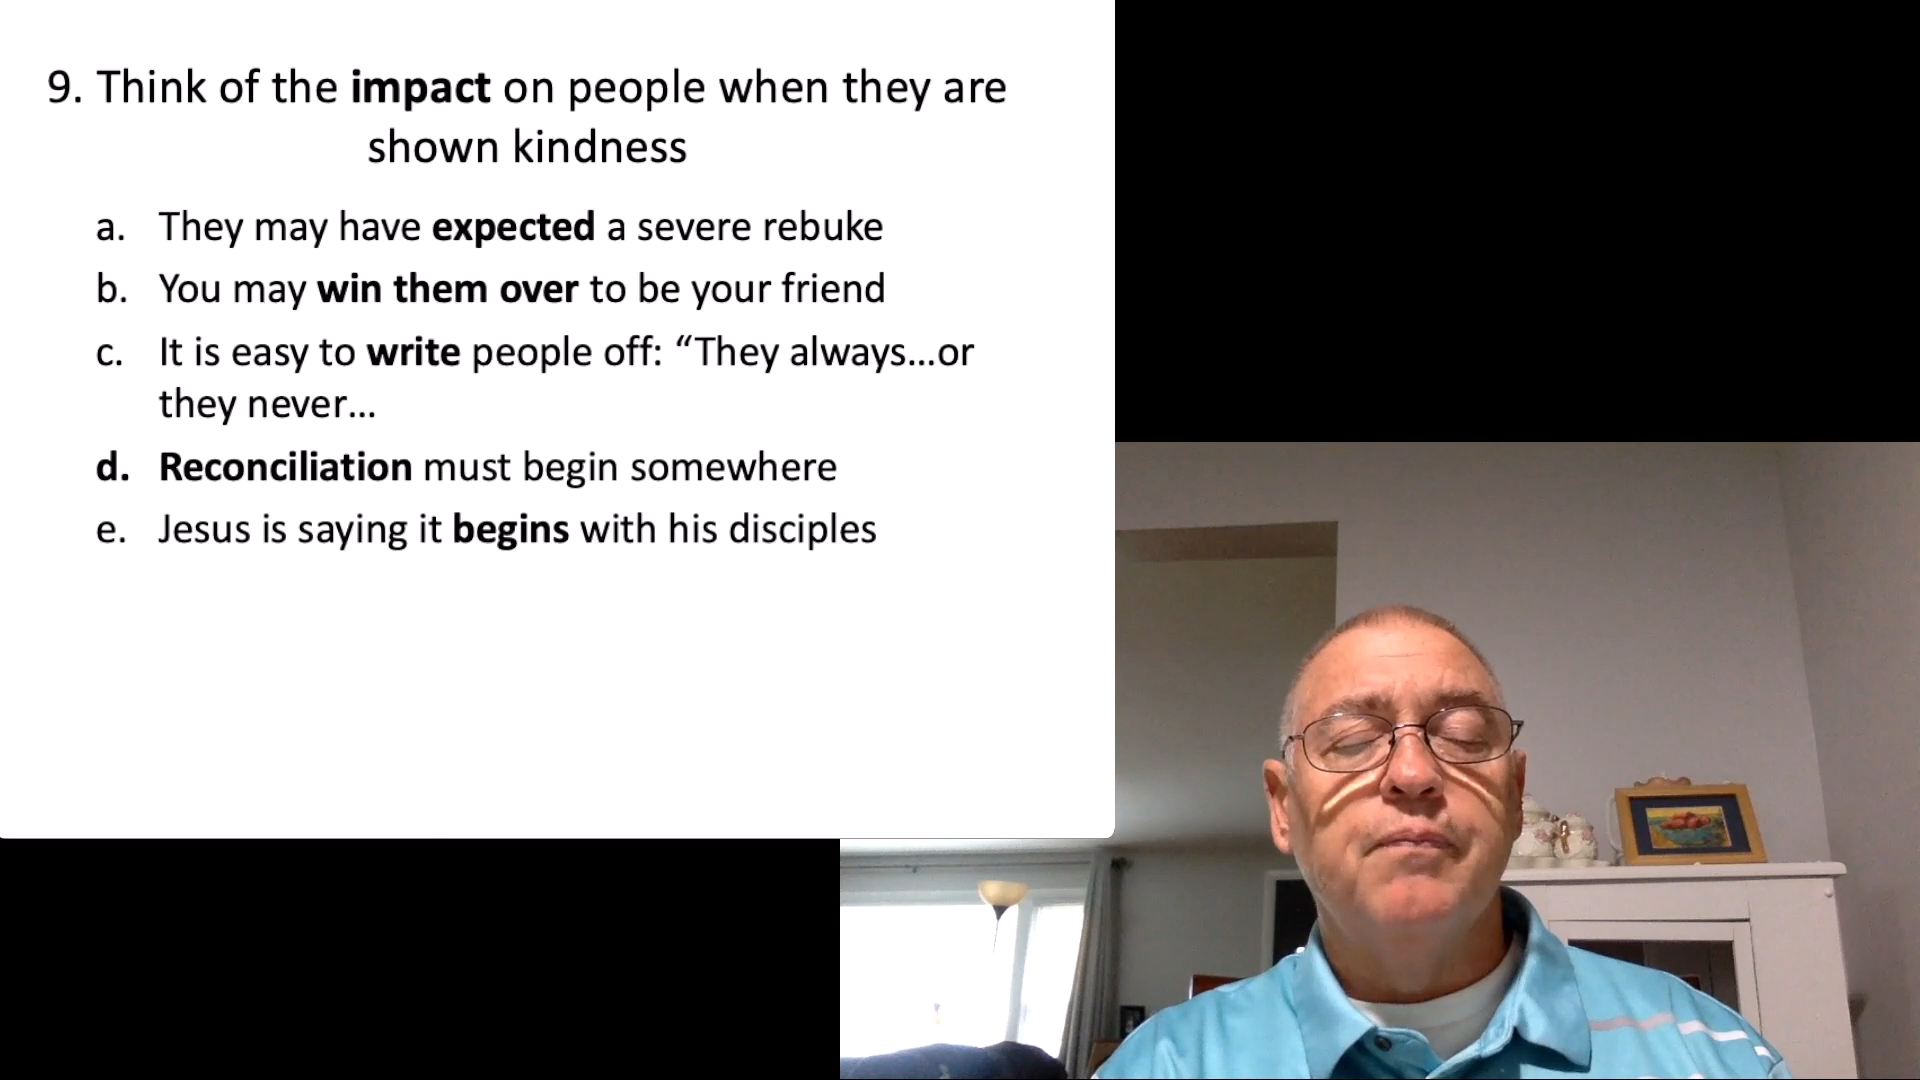 9. Think of the impact on people when they are
shown kindness
a. They may have expected a severe rebuke
b. You may win them over to be your friend
c. It is easy to write people off: “They always...or
they never...
d. Reconciliation must begin somewhere
e. Jesus is saying it begins with his disciples